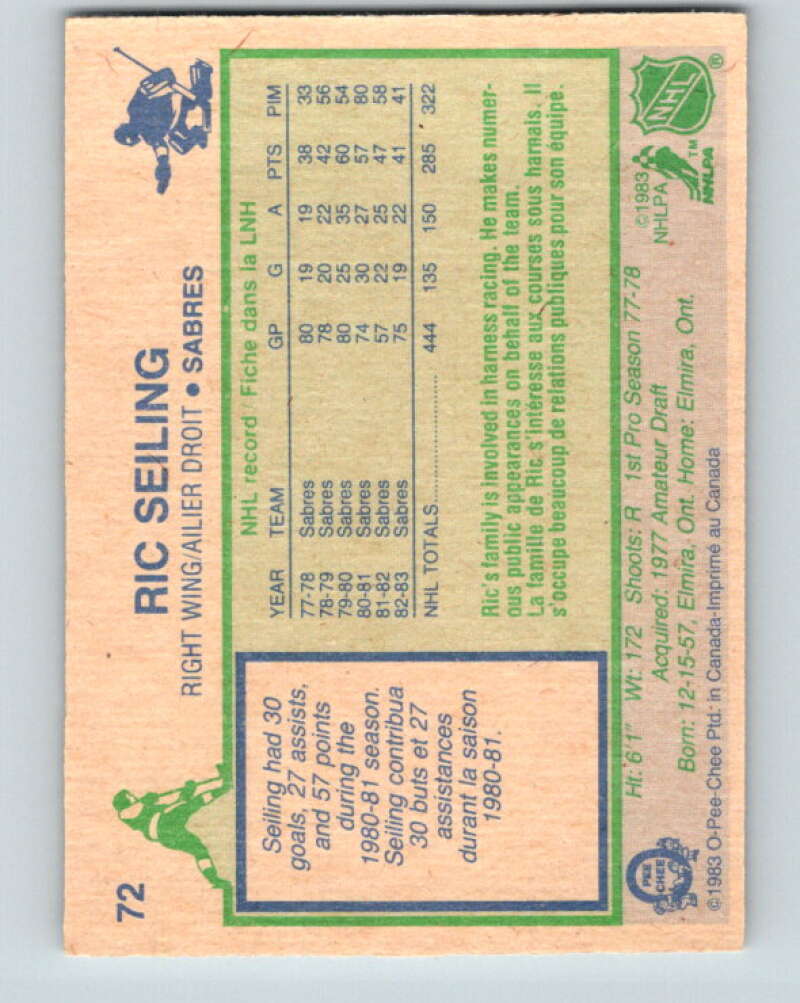 72
RIC SEILING
RIGHT WING/AILIER DROIT • SABRES
Seiling had 30
goals, 27 assists,
and 57 points
during the
1980-81 season.
Seiling contribua
30 buts et 27
assistances
durant la saison
1980-81.
NHL record Fiche dans la LNH
YEAR TEAM GP G A PTS PIM
77-78 Sabres 80 19 19 38 33
78-79 Sabres 78 20 22 42 56
79-80 Sabres 80 25 35 60 54
80-81 Sabres 74 30 27 57 80
81-82 Sabres 57 22 25 47 58
82-83 Sabres 75 19 22 41 41
NHL TOTALS.................. 444 135 150 285 322
Ric's family is involved in harness racing. He makes numer-
ous public appearances on behalf of the team.
La famille de Ric s'intéresse aux courses sous harnais. Il
s'occupe beaucoup de relations publiques pour son équipe.
Ht: 6'1" Wt: 172 Shoots: R 1st Pro Season 77-78
Acquired: 1977 Amateur Draft
Born: 12-15-57, Elmira, Ont. Home: Elmira, Ont.
O PEE CHEE
©1983 O-Pee-Chee Ptd. in Canada-Imprimé au Canada
NHL ®
©1983
NHLPA
NHLPA TM